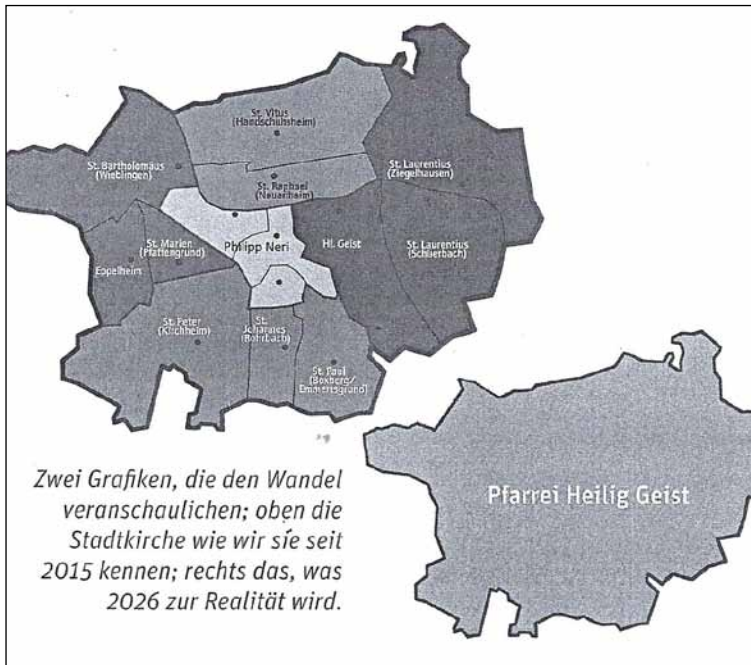 St. Vitus
(Handschuhsheim)
St. Bartholomäus
(Wieblingen)
St. Raphael
(Neuenheim)
St. Laurentius
(Ziegelhausen)
St. Marien
(Pfaffengrund)
Philipp Neri
Hl. Geist
St. Laurentius
(Schlierbach)
Eppelheim
St. Peter
(Kirchheim)
St.
Johannes
(Rohrbach)
St. Paul
(Boxberg/
Emmertsgrund)
Pfarrei Heilig Geist
Zwei Grafiken, die den Wandel
veranschaulichen; oben die
Stadtkirche wie wir sie seit
2015 kennen; rechts das, was
2026 zur Realität wird.